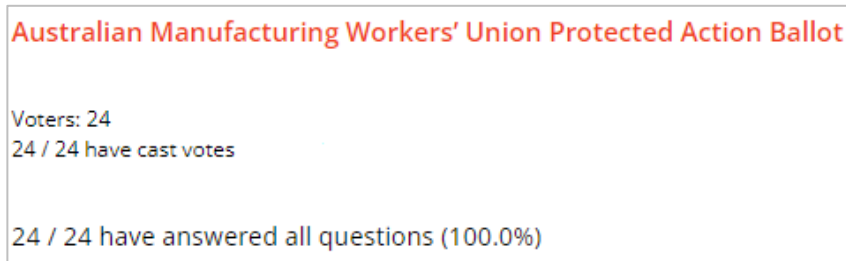 Australian Manufacturing Workers’ Union Protected Action Ballot
Voters: 24
24 / 24 have cast votes
24 / 24 have answered all questions (100.0%)